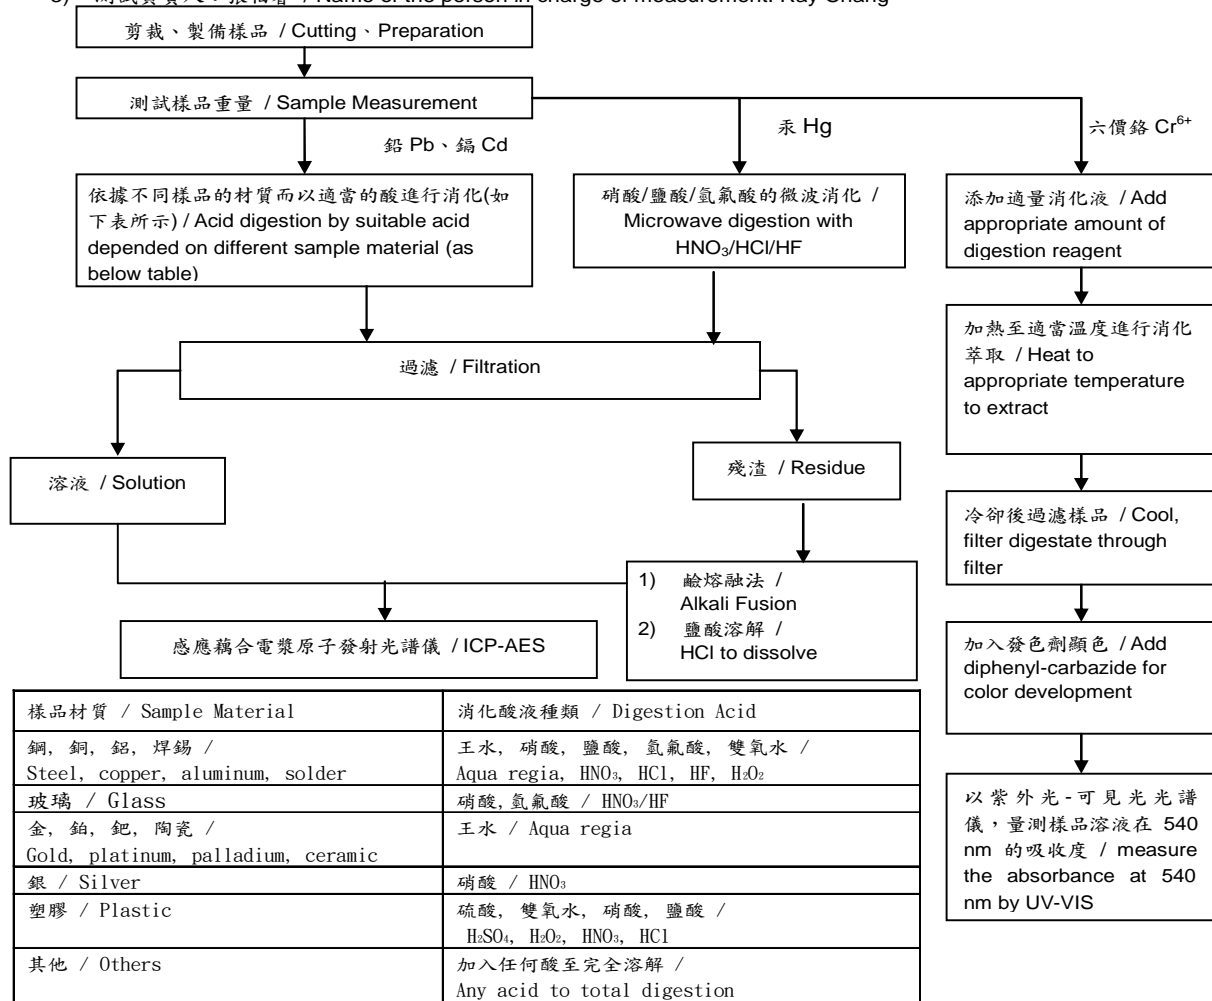 / Name of the person in charge of measurement: Ray Chang
剪裁、製備樣品 / Cutting、Preparation
測試樣品重量 / Sample Measurement
鉛 Pb、鎘 Cd
汞 Hg
六價鉻 Cr⁶⁺
依據不同樣品的材質而以適當的酸進行消化(如
下表所示) / Acid digestion by suitable acid
depended on different sample material (as
below table)
硝酸/鹽酸/氫氟酸的微波消化 /
Microwave digestion with
HNO₃/HCl/HF
添加適量消化液 / Add
appropriate amount of
digestion reagent
過濾 / Filtration
加熱至適當溫度進行消化
萃取 / Heat to
appropriate temperature
to extract
溶液 / Solution
殘渣 / Residue
冷卻後過濾樣品 / Cool,
filter digestate through
filter
1) 鹼熔融法 /
Alkali Fusion
2) 鹽酸溶解 /
HCl to dissolve
感應藕合電漿原子發射光譜儀 / ICP-AES
加入發色劑顯色 / Add
diphenyl-carbazide for
color development
以紫外光-可見光光譜
儀，量測樣品溶液在 540
nm 的吸收度 / measure
the absorbance at 540
nm by UV-VIS
樣品材質 / Sample Material
消化酸液種類 / Digestion Acid
鋼, 銅, 鋁, 焊錫 /
Steel, copper, aluminum, solder
王水, 硝酸, 鹽酸, 氫氟酸, 雙氧水 /
Aqua regia, HNO₃, HCl, HF, H₂O₂
玻璃 / Glass
硝酸,氫氟酸 / HNO₃/HF
金, 鉑, 鈀, 陶瓷 /
Gold, platinum, palladium, ceramic
王水 / Aqua regia
銀 / Silver
硝酸 / HNO₃
塑膠 / Plastic
硫酸, 雙氧水, 硝酸, 鹽酸 /
H₂SO₄, H₂O₂, HNO₃, HCl
其他 / Others
加入任何酸至完全溶解 /
Any acid to total digestion